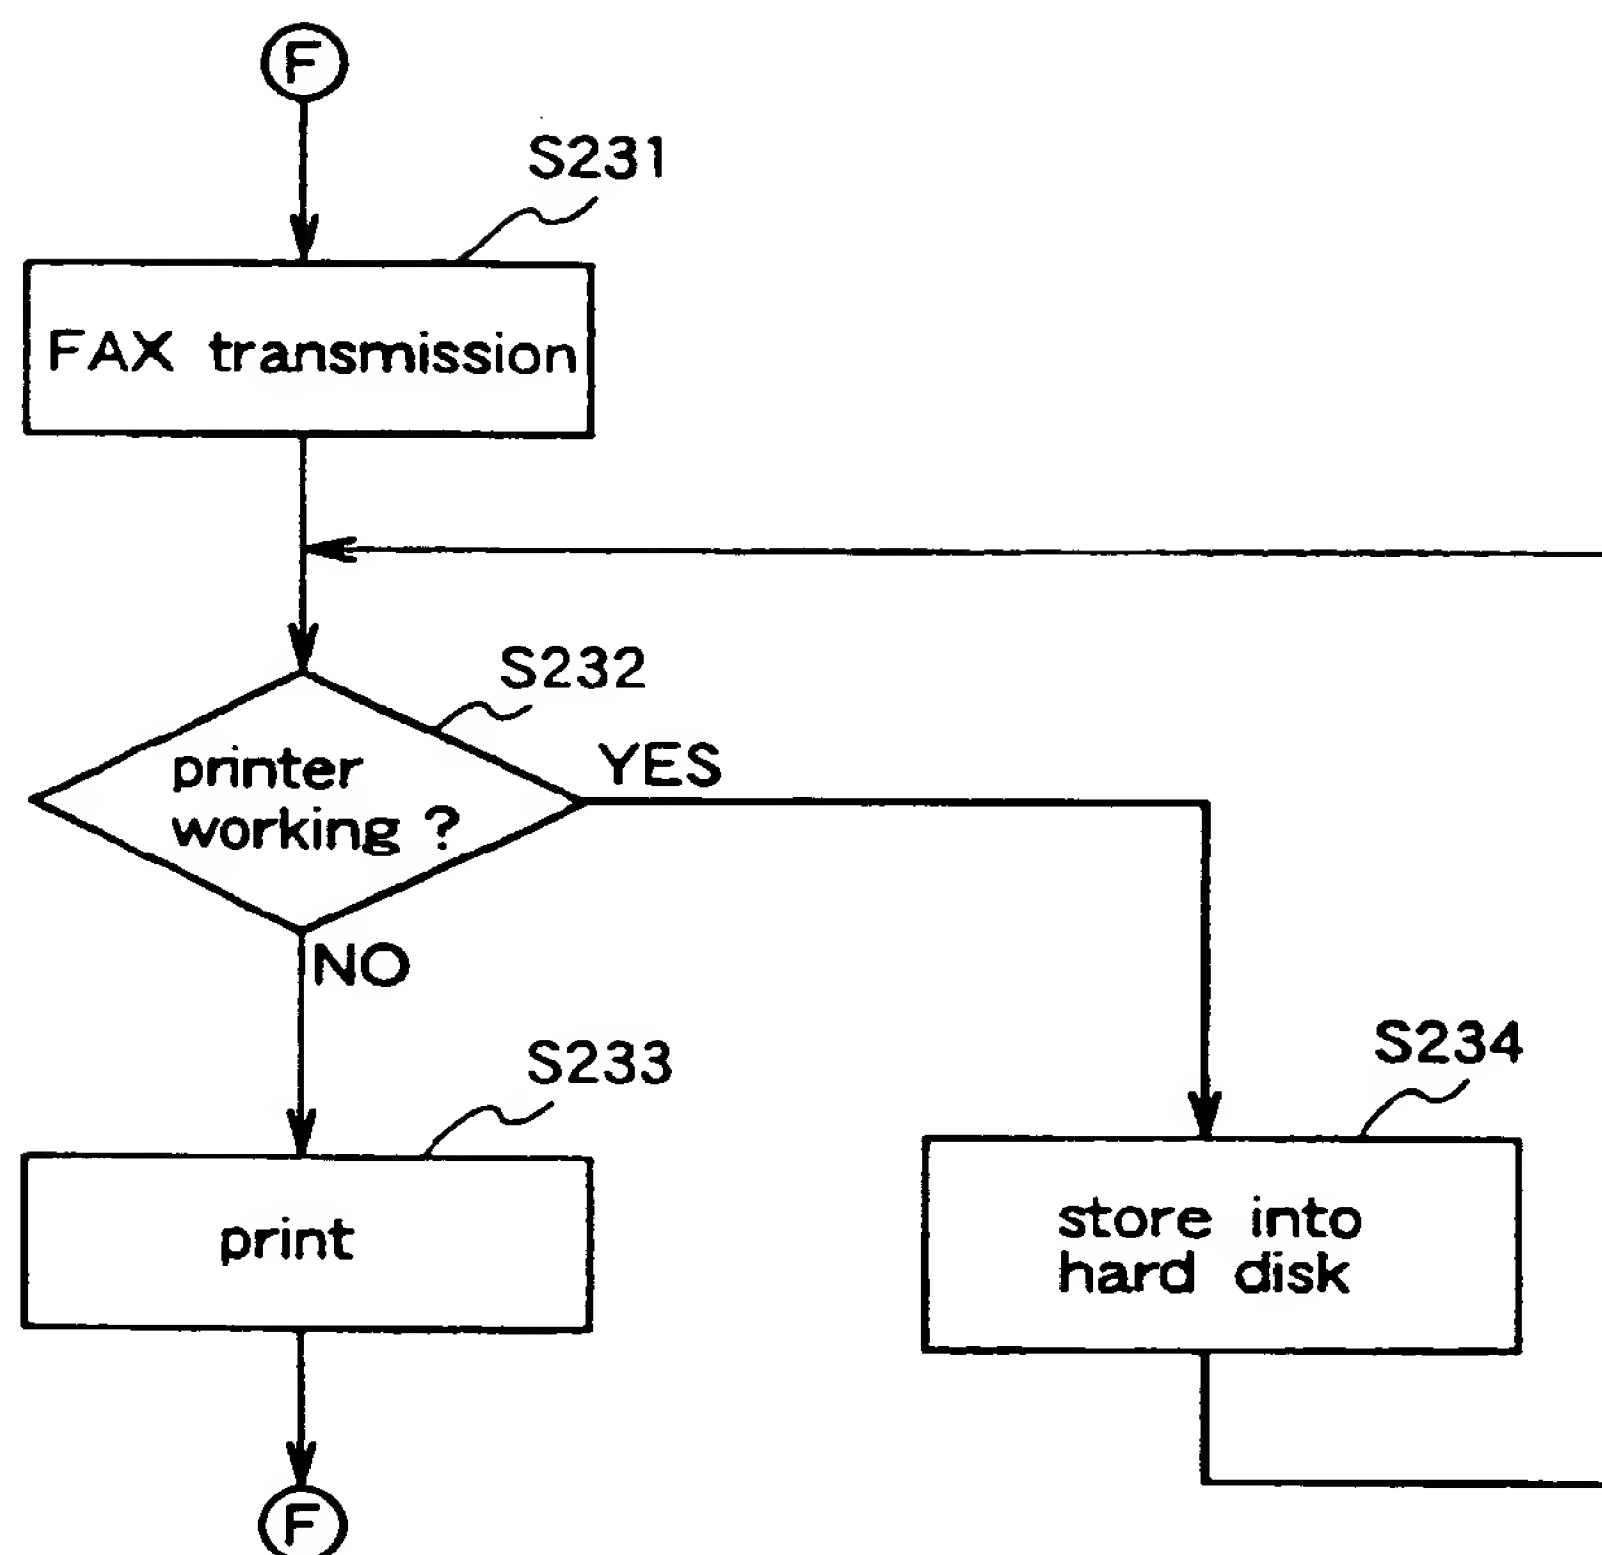 F
S231
FAX transmission
S232
printer
working ?
YES
NO
S233
print
S234
store into
hard disk
F